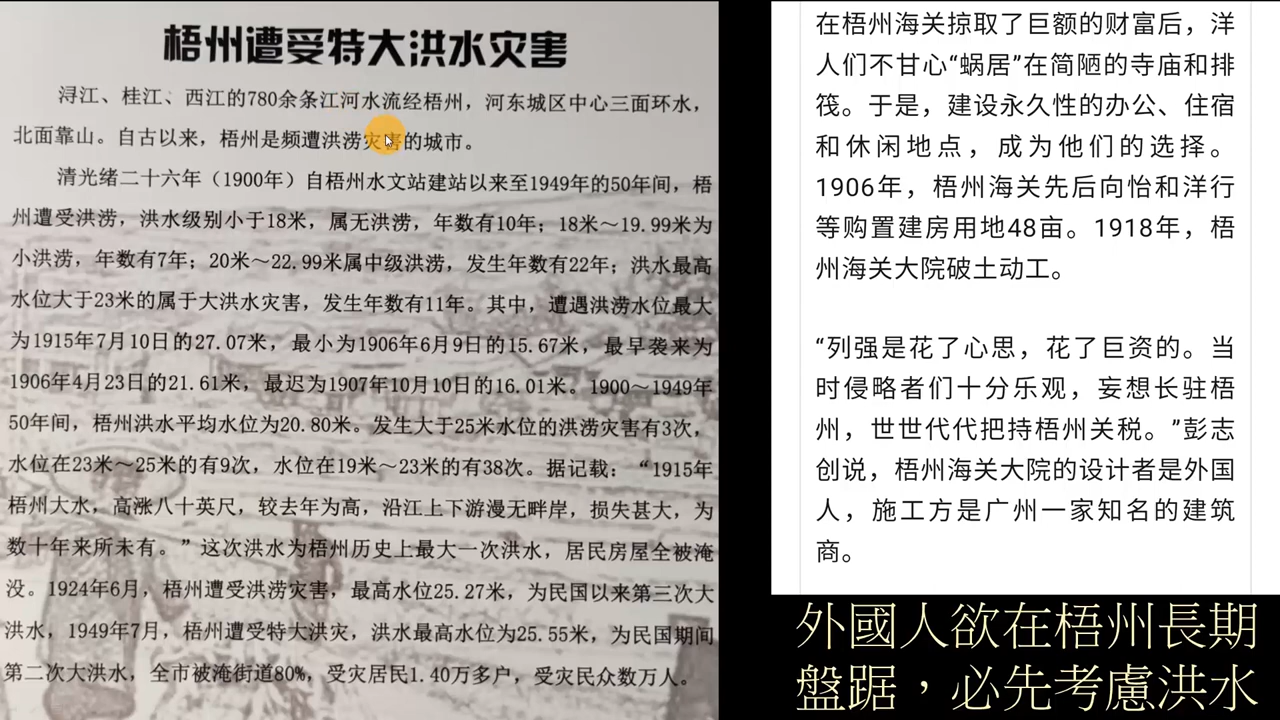 梧州遭受特大洪水灾害
浔江、桂江、西江的780余条江河水流经梧州，河东城区中心三面环水，
北面靠山。自古以来，梧州是频遭洪涝灾害的城市。
清光绪二十六年（1900年）自梧州水文站建站以来至1949年的50年间，梧
州遭受洪涝，洪水级别小于18米，属无洪涝，年数有10年；18米～19.99米为
小洪涝，年数有7年；20米～22.99米属中级洪涝，发生年数有22年；洪水最高
水位大于23米的属于大洪水灾害，发生年数有11年。其中，遭遇洪涝水位最大
为1915年7月10日的27.07米，最小为1906年6月9日的15.67米，最早袭来为
1906年4月23日的21.61米，最迟为1907年10月10日的16.01米。1900～1949年
50年间，梧州洪水平均水位为20.80米。发生大于25米水位的洪涝灾害有3次，
水位在23米～25米的有9次，水位在19米～23米的有38次。据记载：“1915年
梧州大水，高涨八十英尺，较去年为高，沿江上下游漫无畔岸，损失甚大，为
数十年来所未有。”这次洪水为梧州历史上最大一次洪水，居民房屋全被淹
没。1924年6月，梧州遭受洪涝灾害，最高水位25.27米，为民国以来第三次大
洪水，1949年7月，梧州遭受特大洪灾，洪水最高水位为25.55米，为民国期间
第二次大洪水，全市被淹街道80%，受灾居民1.40万多户，受灾民众数万人。
在梧州海关掠取了巨额的财富后，洋
人们不甘心“蜗居”在简陋的寺庙和排
筏。于是，建设永久性的办公、住宿
和休闲地点，成为他们的选择。
1906年，梧州海关先后向怡和洋行
等购置建房用地48亩。1918年，梧
州海关大院破土动工。
“列强是花了心思，花了巨资的。当
时侵略者们十分乐观，妄想长驻梧
州，世世代代把持梧州关税。”彭志
创说，梧州海关大院的设计者是外国
人，施工方是广州一家知名的建筑
商。
外國人欲在梧州長期
盤踞，必先考慮洪水